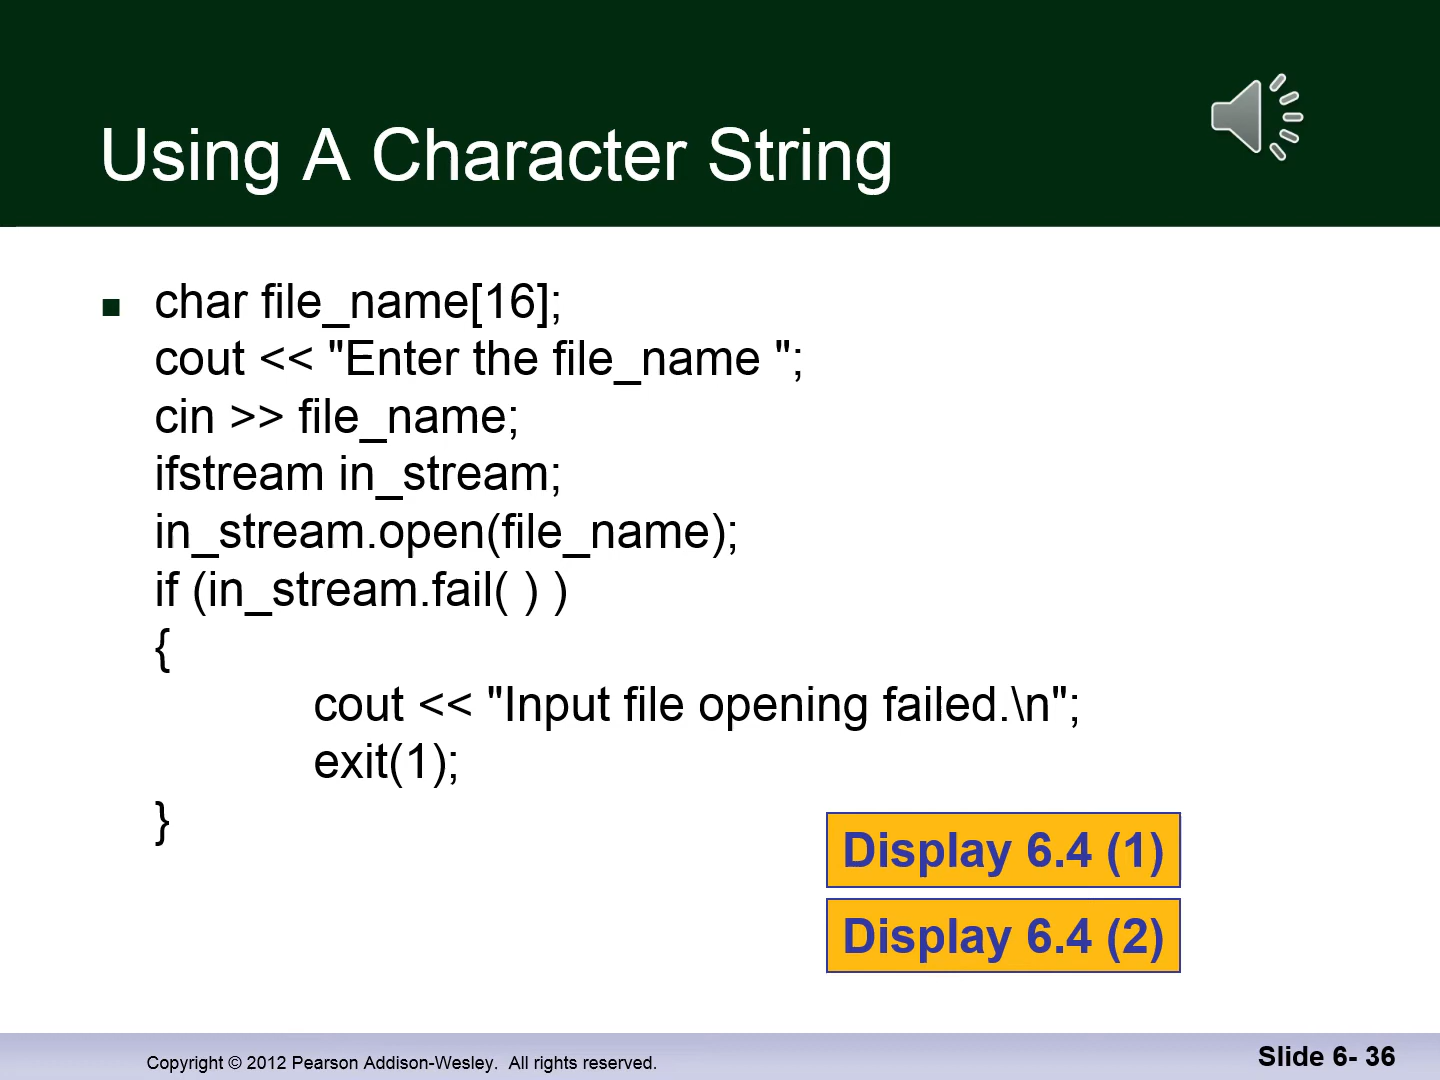 Using A Character String
char file_name[16];
cout << "Enter the file_name ";
cin >> file_name;
ifstream in_stream;
in_stream.open(file_name);
if (in_stream.fail( ) )
{
cout << "Input file opening failed.\n";
exit(1);
}
Display 6.4 (1)
Display 6.4 (2)
Copyright © 2012 Pearson Addison-Wesley. All rights reserved.
Slide 6- 36